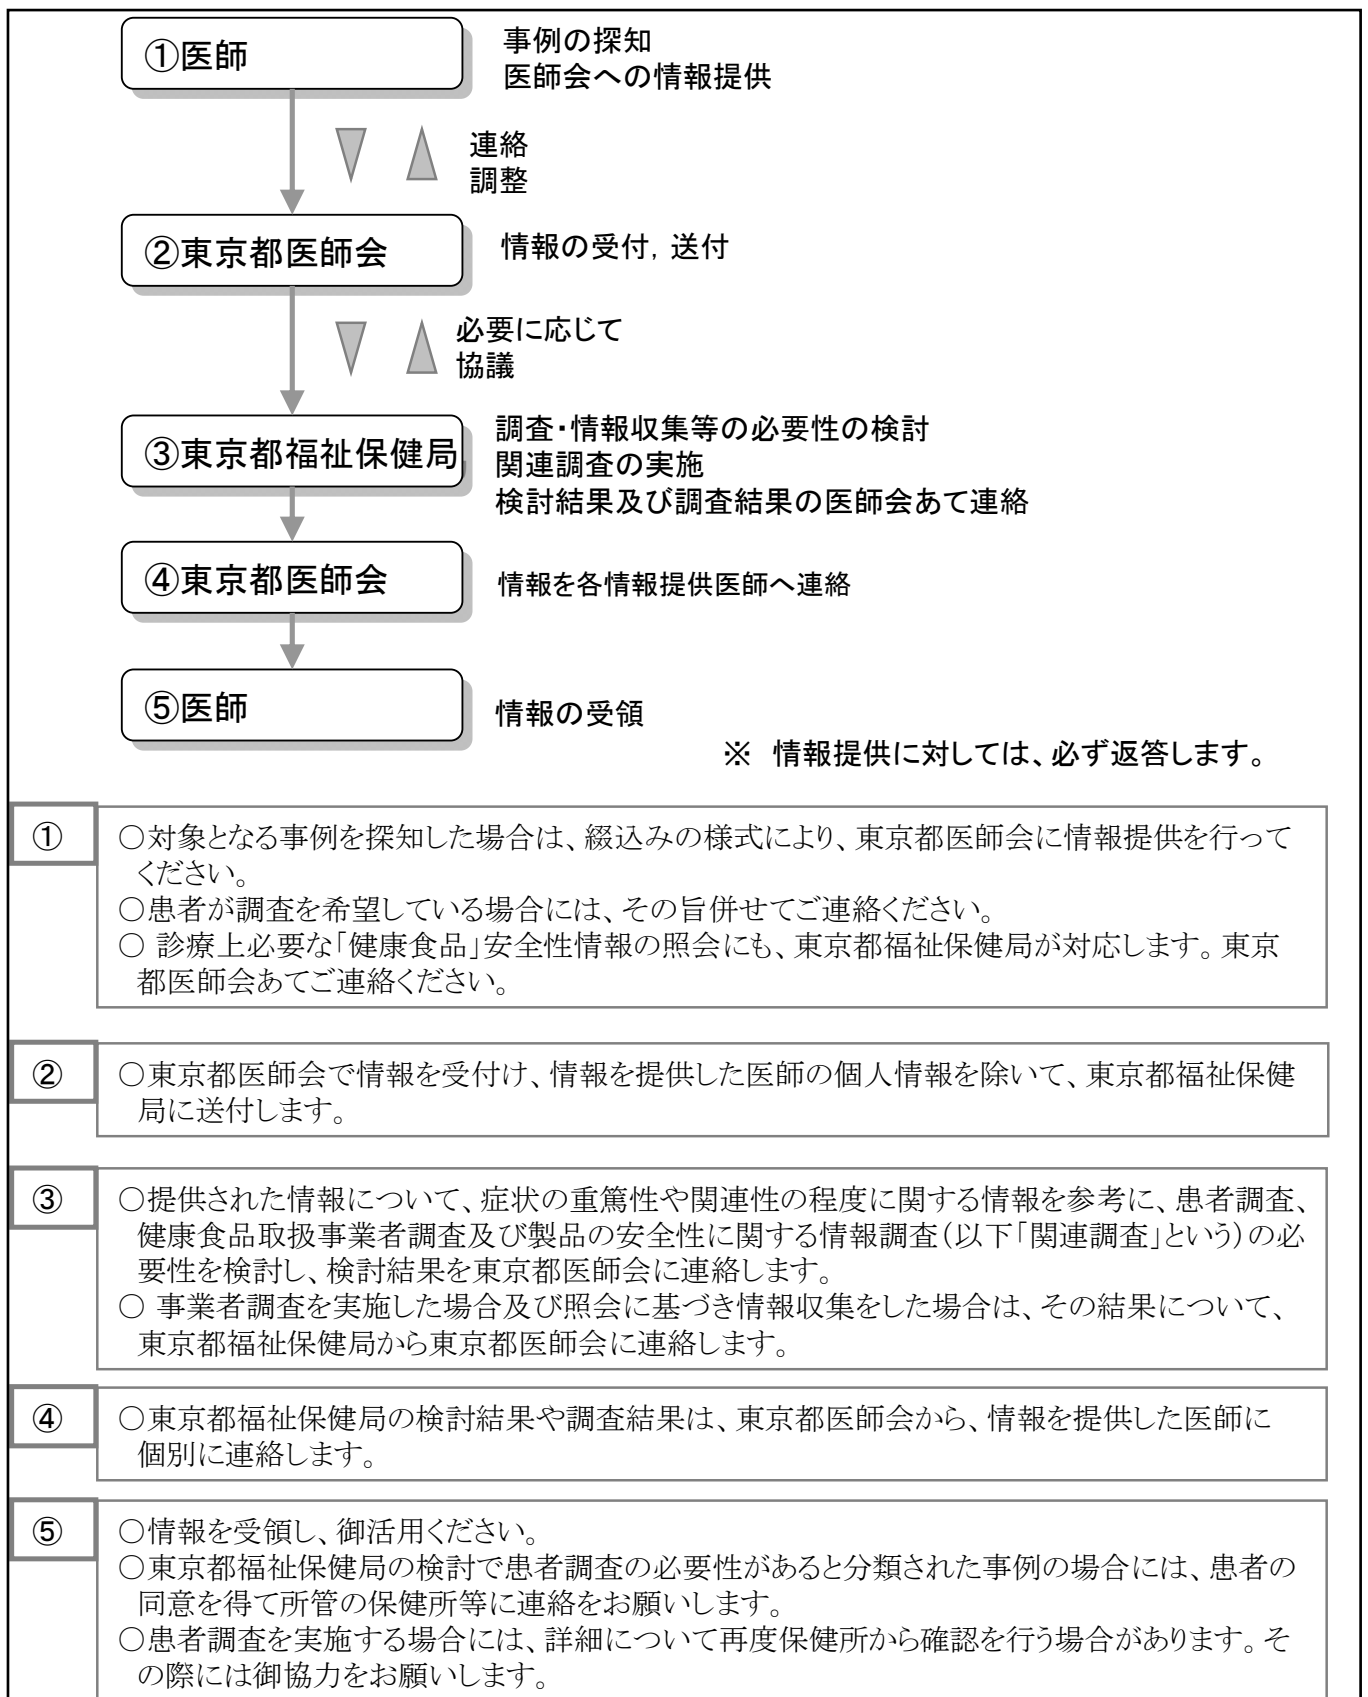 ①医師
事例の探知
医師会への情報提供
連絡
調整
②東京都医師会
情報の受付, 送付
必要に応じて
協議
③東京都福祉保健局
調査・情報収集等の必要性の検討
関連調査の実施
検討結果及び調査結果の医師会あて連絡
④東京都医師会
情報を各情報提供医師へ連絡
⑤医師
情報の受領
※ 情報提供に対しては、必ず返答します。
①
○対象となる事例を探知した場合は、綴込みの様式により、東京都医師会に情報提供を行って
ください。
○患者が調査を希望している場合には、その旨併せてご連絡ください。
○ 診療上必要な「健康食品」安全性情報の照会にも、東京都福祉保健局が対応します。東京
都医師会あてご連絡ください。
②
○東京都医師会で情報を受付け、情報を提供した医師の個人情報を除いて、東京都福祉保健
局に送付します。
③
○提供された情報について、症状の重篤性や関連性の程度に関する情報を参考に、患者調査、
健康食品取扱事業者調査及び製品の安全性に関する情報調査(以下「関連調査」という)の必
要性を検討し、検討結果を東京都医師会に連絡します。
○ 事業者調査を実施した場合及び照会に基づき情報収集をした場合は、その結果について、
東京都福祉保健局から東京都医師会に連絡します。
④
○東京都福祉保健局の検討結果や調査結果は、東京都医師会から、情報を提供した医師に
個別に連絡します。
⑤
○情報を受領し、御活用ください。
○東京都福祉保健局の検討で患者調査の必要性があると分類された事例の場合には、患者の
同意を得て所管の保健所等に連絡をお願いします。
○患者調査を実施する場合には、詳細について再度保健所から確認を行う場合があります。そ
の際には御協力をお願いします。